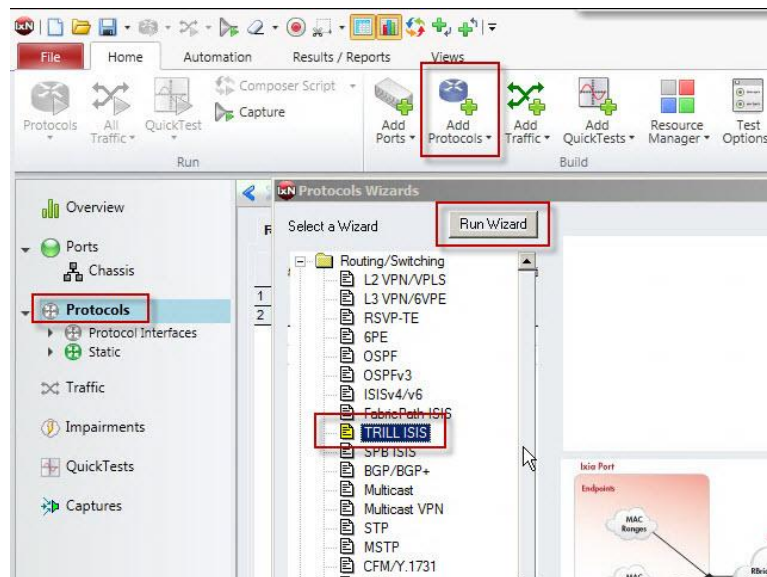 IxN
File Home Automation Results / Reports Views
Protocols
All Traffic
QuickTest
Composer Script
Capture
Add Ports
Add Protocols
Add Traffic
Add QuickTests
Resource Manager
Test Options
Run
Build
Overview
Ports
Chassis
Protocols
Protocol Interfaces
Static
Traffic
Impairments
QuickTests
Captures
1
2
IxN Protocols Wizards
Select a Wizard
Run Wizard
Routing/Switching
L2 VPN/VPLS
L3 VPN/6VPE
RSVP-TE
6PE
OSPF
OSPFv3
ISISv4/v6
FabricPath ISIS
TRILL ISIS
SPB ISIS
BGP/BGP+
Multicast
Multicast VPN
STP
MSTP
CFM/Y.1731
Ixia Port
Endpoints
MAC Ranges
MAC